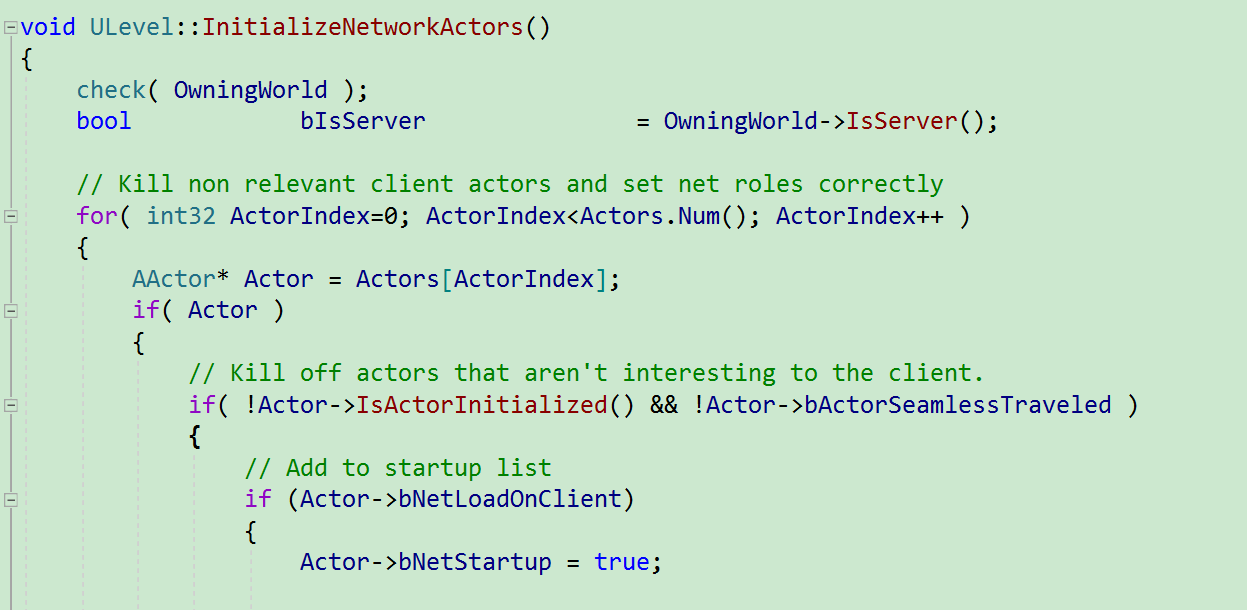 void ULevel::InitializeNetworkActors()
{
check( OwningWorld );
bool bIsServer = OwningWorld->IsServer();
// Kill non relevant client actors and set net roles correctly
for( int32 ActorIndex=0; ActorIndex<Actors.Num(); ActorIndex++ )
{
AActor* Actor = Actors[ActorIndex];
if( Actor )
{
// Kill off actors that aren't interesting to the client.
if( !Actor->IsActorInitialized() && !Actor->bActorSeamlessTraveled )
{
// Add to startup list
if (Actor->bNetLoadOnClient)
{
Actor->bNetStartup = true;